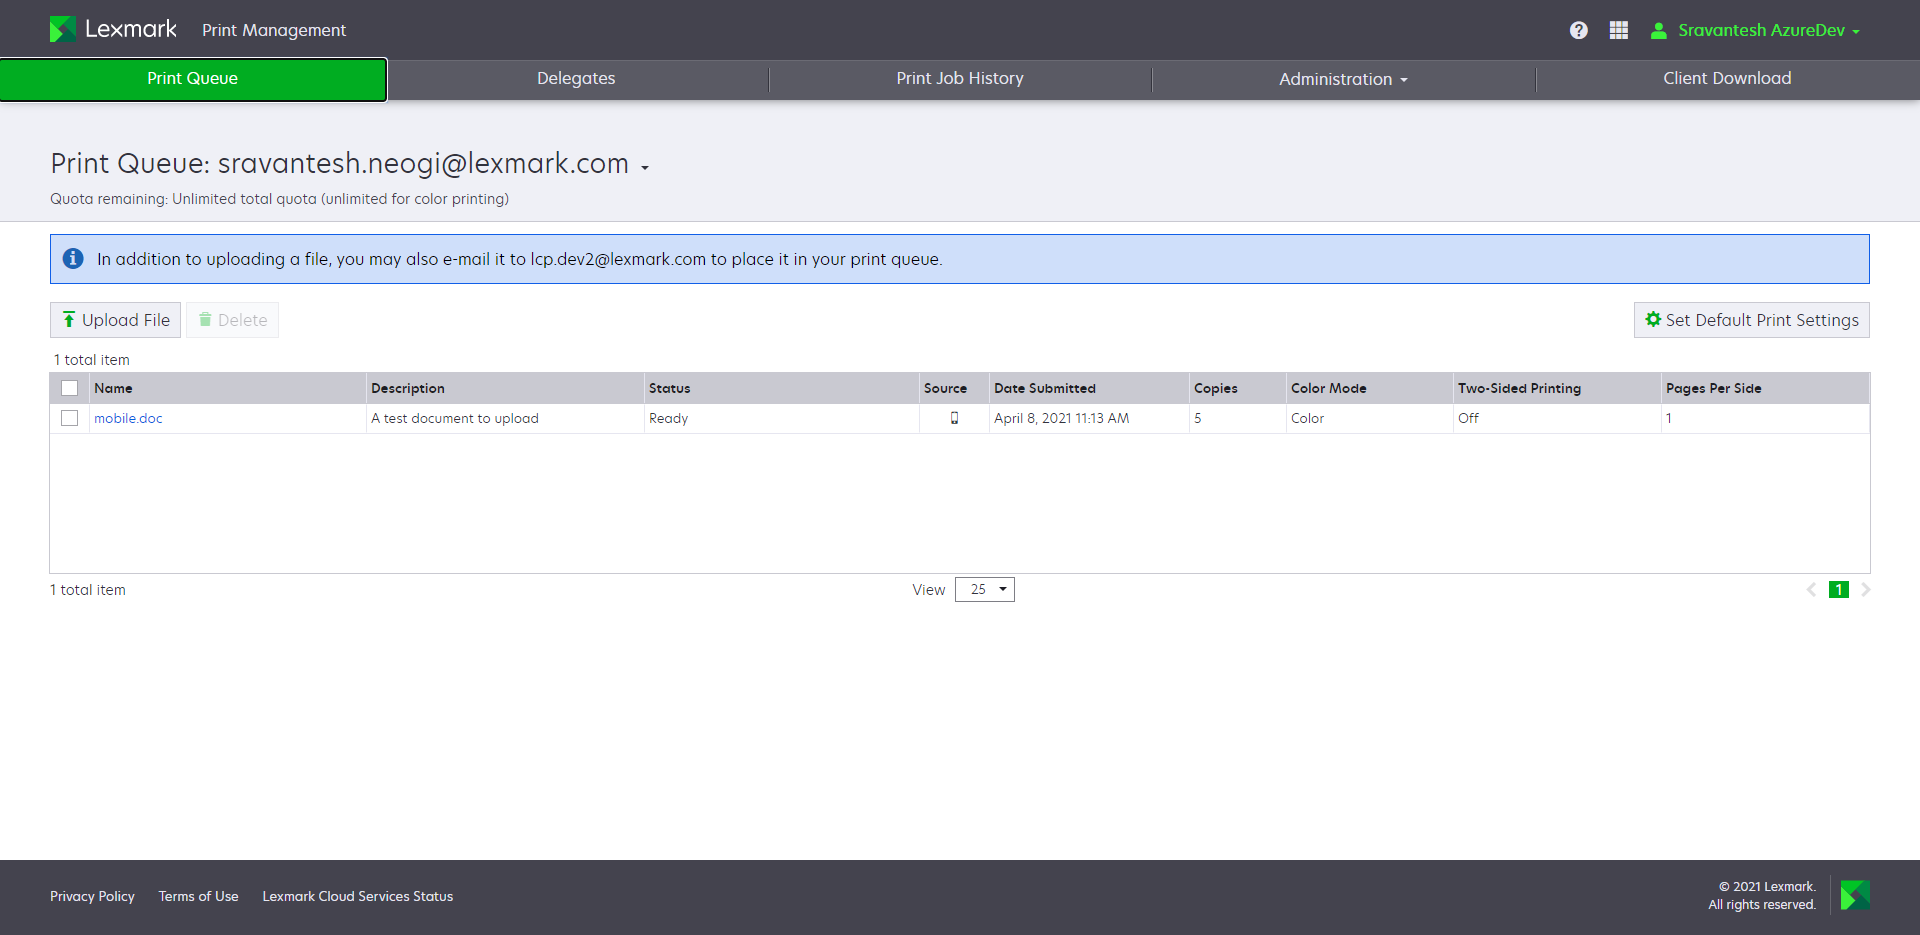 Lexmark Print Management
? Sravantesh AzureDev
Print Queue Delegates Print Job History Administration Client Download
Print Queue: sravantesh.neogi@lexmark.com
Quota remaining: Unlimited total quota (unlimited for color printing)
In addition to uploading a file, you may also e-mail it to lcp.dev2@lexmark.com to place it in your print queue.
Upload File Delete Set Default Print Settings
1 total item
Name Description Status Source Date Submitted Copies Color Mode Two-Sided Printing Pages Per Side
mobile.doc A test document to upload Ready April 8, 2021 11:13 AM 5 Color Off 1
1 total item View 25 1
Privacy Policy Terms of Use Lexmark Cloud Services Status
© 2021 Lexmark.
All rights reserved.